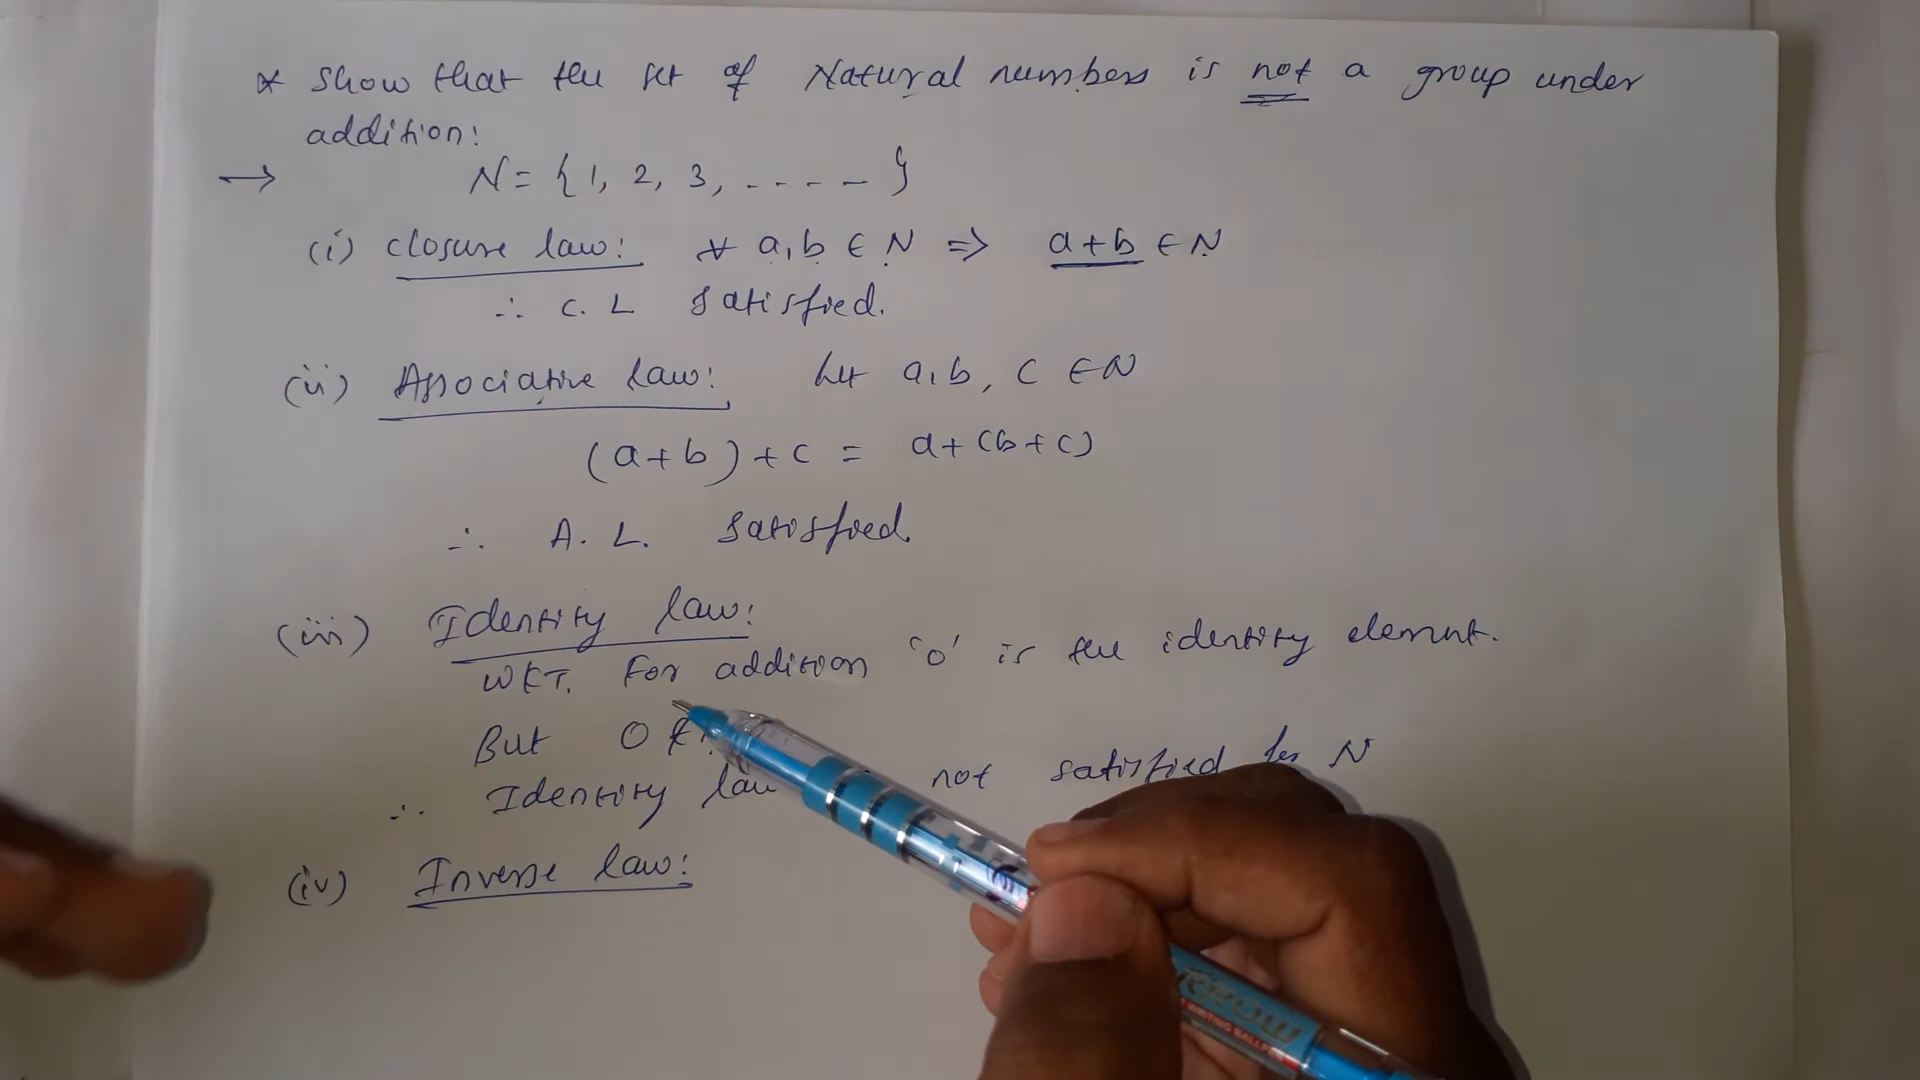 * Show that the set of Natural numbers is not a group under
addition:
→ N = {1, 2, 3, ----- }
(i) closure law: ∀ a, b ∈ N ⇒ a+b ∈ N
∴ C. L satisfied.
(ii) Associative law: Let a, b, c ∈ N
(a+b)+c = a+(b+c)
∴ A. L. satisfied.
(iii) Identity law:
WKT. For addition 'o' is the identity element.
But 0 ∉
∴ Identity law not satisfied for N
(iv) Inverse law: